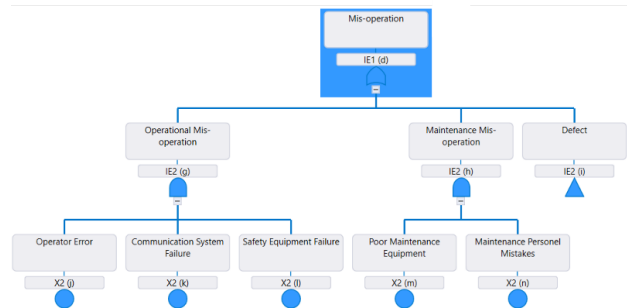 Mis-operation
IE1 (d)
Operational Mis-
operation
Maintenance Mis-
operation
Defect
IE2 (g)
IE2 (h)
IE2 (i)
Operator Error
Communication System
Failure
Safety Equipment Failure
Poor Maintenance
Equipment
Maintenance Personel
Mistakes
X2 (j)
X2 (k)
X2 (l)
X2 (m)
X2 (n)